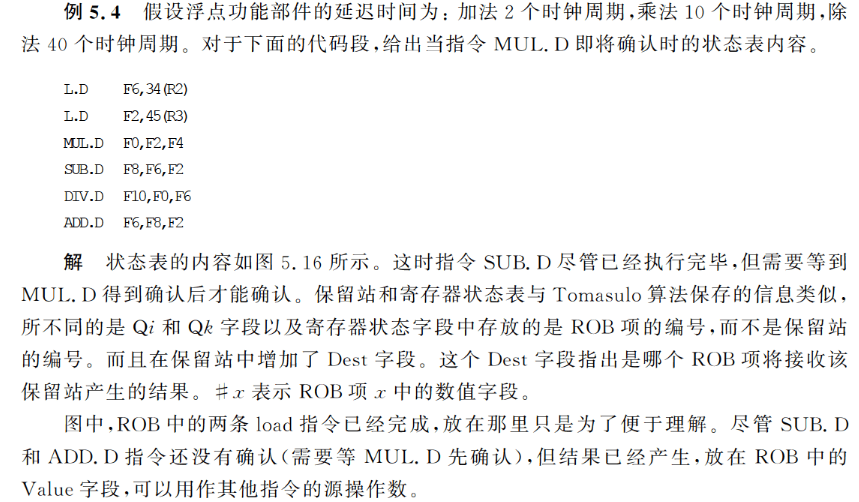 例 5.4 假设浮点功能部件的延迟时间为:加法 2 个时钟周期,乘法 10 个时钟周期,除
法 40 个时钟周期。对于下面的代码段,给出当指令 MUL.D 即将确认时的状态表内容。
L.D F6,34(R2)
L.D F2,45(R3)
MUL.D F0,F2,F4
SUB.D F8,F6,F2
DIV.D F10,F0,F6
ADD.D F6,F8,F2
解 状态表的内容如图 5.16 所示。这时指令 SUB.D 尽管已经执行完毕,但需要等到
MUL.D 得到确认后才能确认。保留站和寄存器状态表与 Tomasulo 算法保存的信息类似,
所不同的是 Qi 和 Qk 字段以及寄存器状态字段中存放的是 ROB 项的编号,而不是保留站
的编号。而且在保留站中增加了 Dest 字段。这个 Dest 字段指出是哪个 ROB 项将接收该
保留站产生的结果。#x 表示 ROB 项 x 中的数值字段。
图中,ROB 中的两条 load 指令已经完成,放在那里只是为了便于理解。尽管 SUB.D
和 ADD.D 指令还没有确认(需要等 MUL.D 先确认),但结果已经产生,放在 ROB 中的
Value 字段,可以用作其他指令的源操作数。